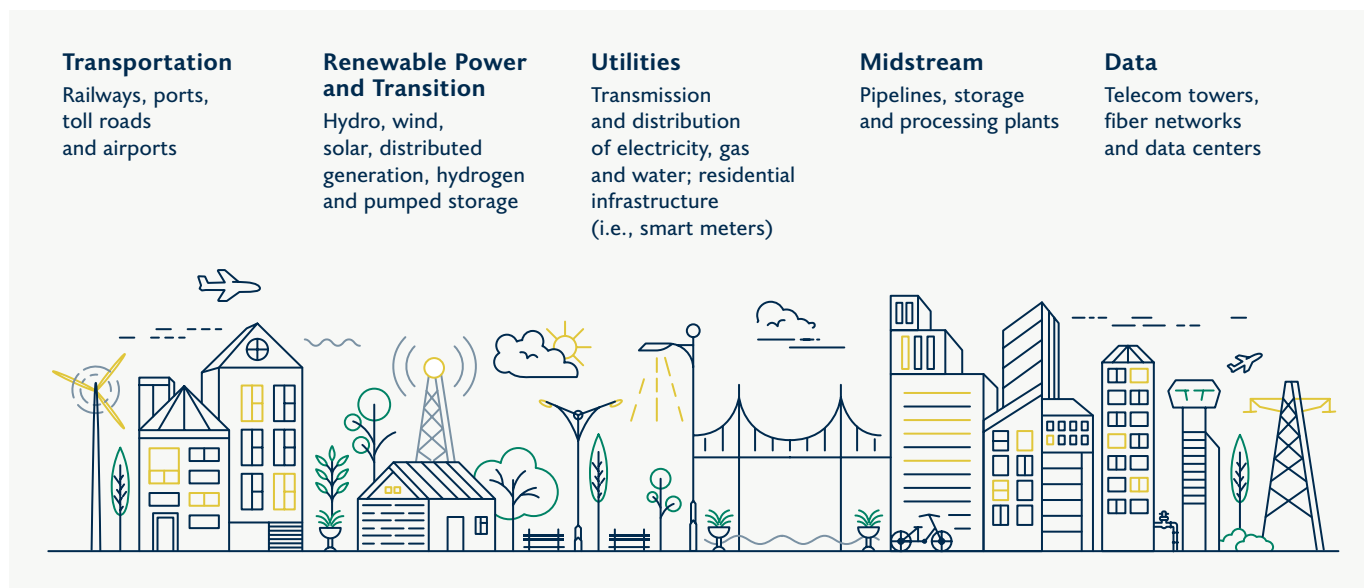 Transportation
Railways, ports,
toll roads
and airports
Renewable Power
and Transition
Hydro, wind,
solar, distributed
generation, hydrogen
and pumped storage
Utilities
Transmission
and distribution
of electricity, gas
and water; residential
infrastructure
(i.e., smart meters)
Midstream
Pipelines, storage
and processing plants
Data
Telecom towers,
fiber networks
and data centers